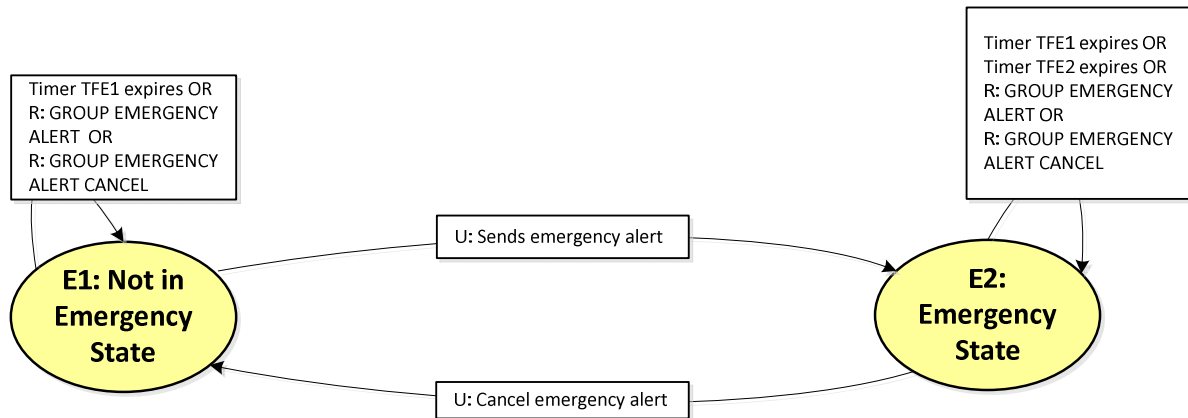 Timer TFE1 expires OR
Timer TFE2 expires OR
R: GROUP EMERGENCY
ALERT OR
R: GROUP EMERGENCY
ALERT CANCEL
Timer TFE1 expires OR
R: GROUP EMERGENCY
ALERT OR
R: GROUP EMERGENCY
ALERT CANCEL
U: Sends emergency alert
E1: Not in
Emergency
State
E2:
Emergency
State
U: Cancel emergency alert